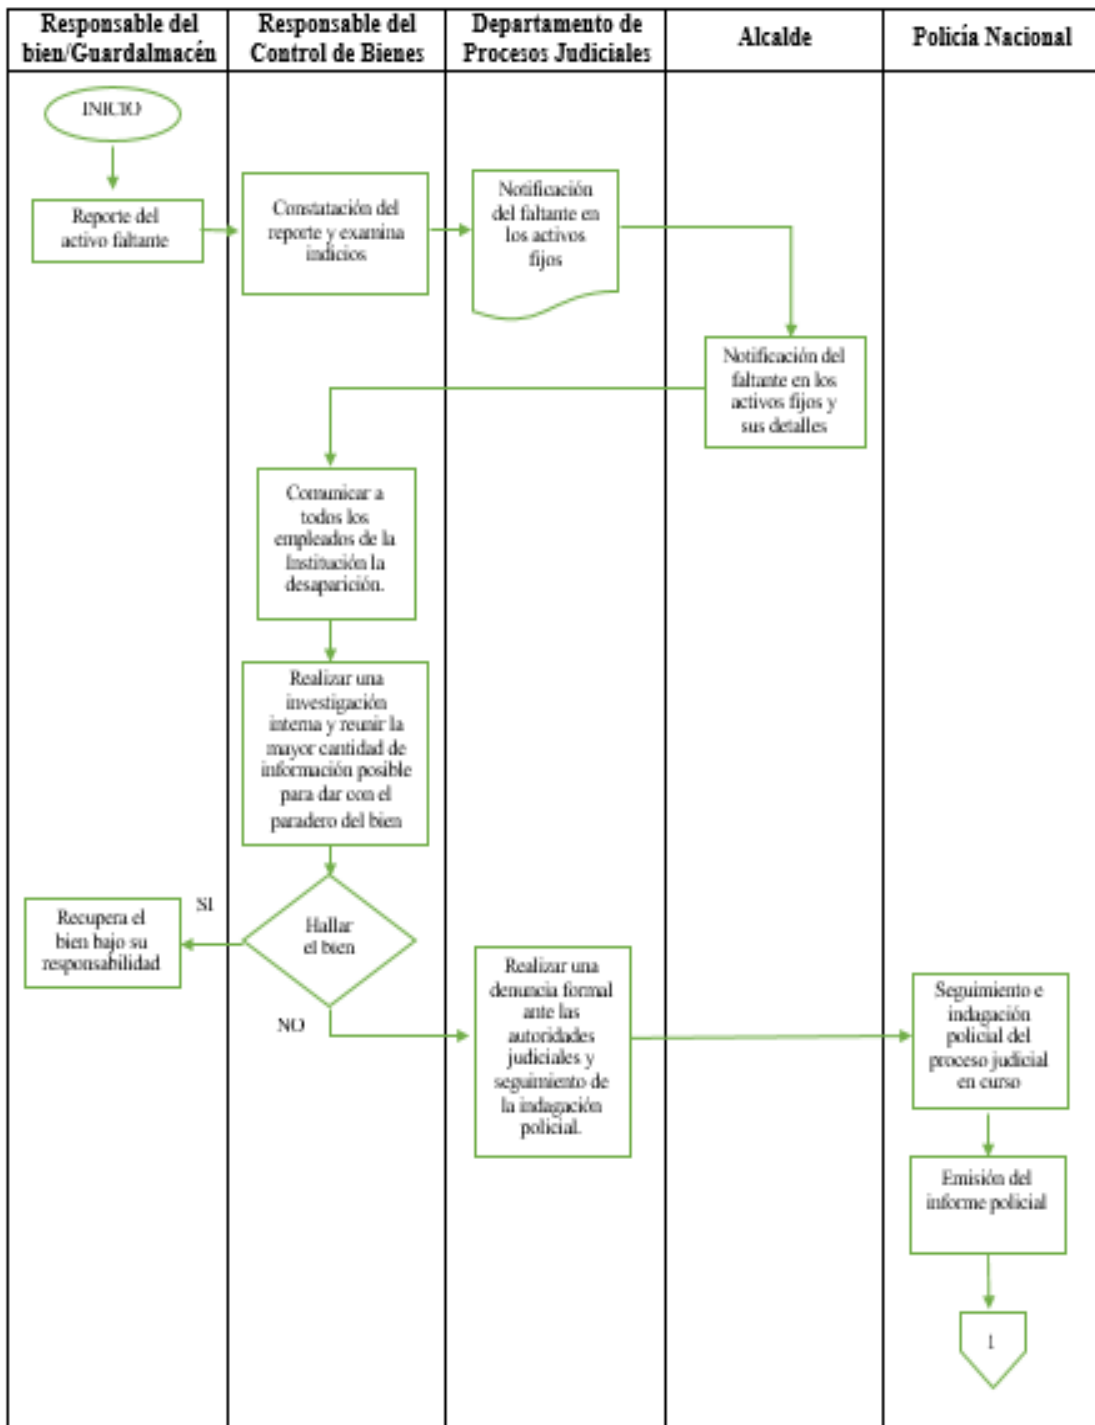 Responsable del
bien/Guardalmacén
Responsable del
Control de Bienes
Departamento de
Procesos Judiciales
Alcalde
Policía Nacional
INICIO
Reporte del
activo faltante
Constatación del
reporte y examina
indicios
Notificación
del faltante en
los activos
fijos
Notificación del
faltante en los
activos fijos y
sus detalles
Comunicar a
todos los
empleados de la
Institución la
desaparición.
Realizar una
investigación
interna y reunir la
mayor cantidad de
información posible
para dar con el
paradero del bien
Hallar
el bien
SI
Recupera el
bien bajo su
responsabilidad
NO
Realizar una
denuncia formal
ante las
autoridades
judiciales y
seguimiento de
la indagación
policial.
Seguimiento e
indagación
policial del
proceso judicial
en curso
Emisión del
informe policial
1